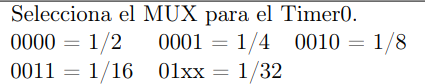 Selecciona el MUX para el Timer0.
0000 = 1/2 0001 = 1/4 0010 = 1/8
0011 = 1/16 01xx = 1/32